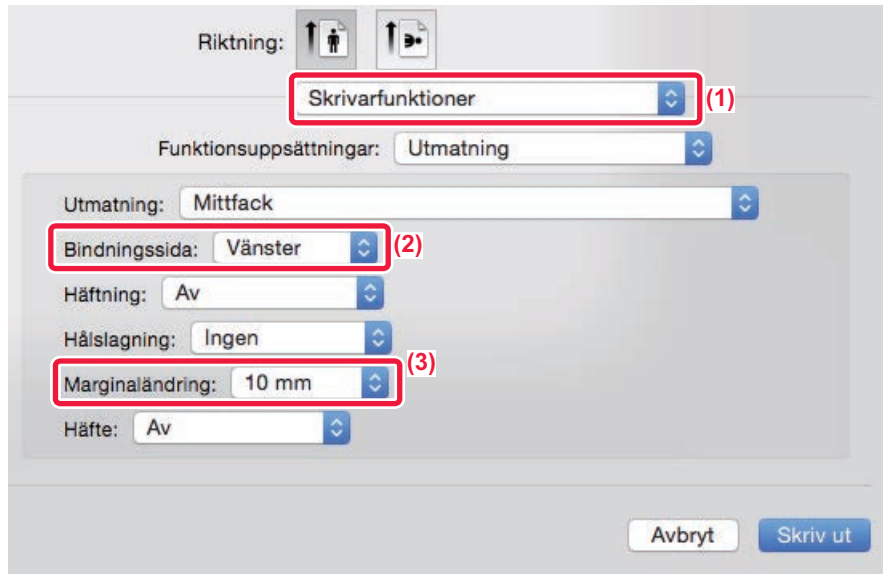 Riktning:
Skrivarfunktioner (1)
Funktionsuppsättningar: Utmatning
Utmatning: Mittfack
Bindningssida: Vänster (2)
Häftning: Av
Hålslagning: Ingen
(3)
Marginaländring: 10 mm
Häfte: Av
Avbryt Skriv ut